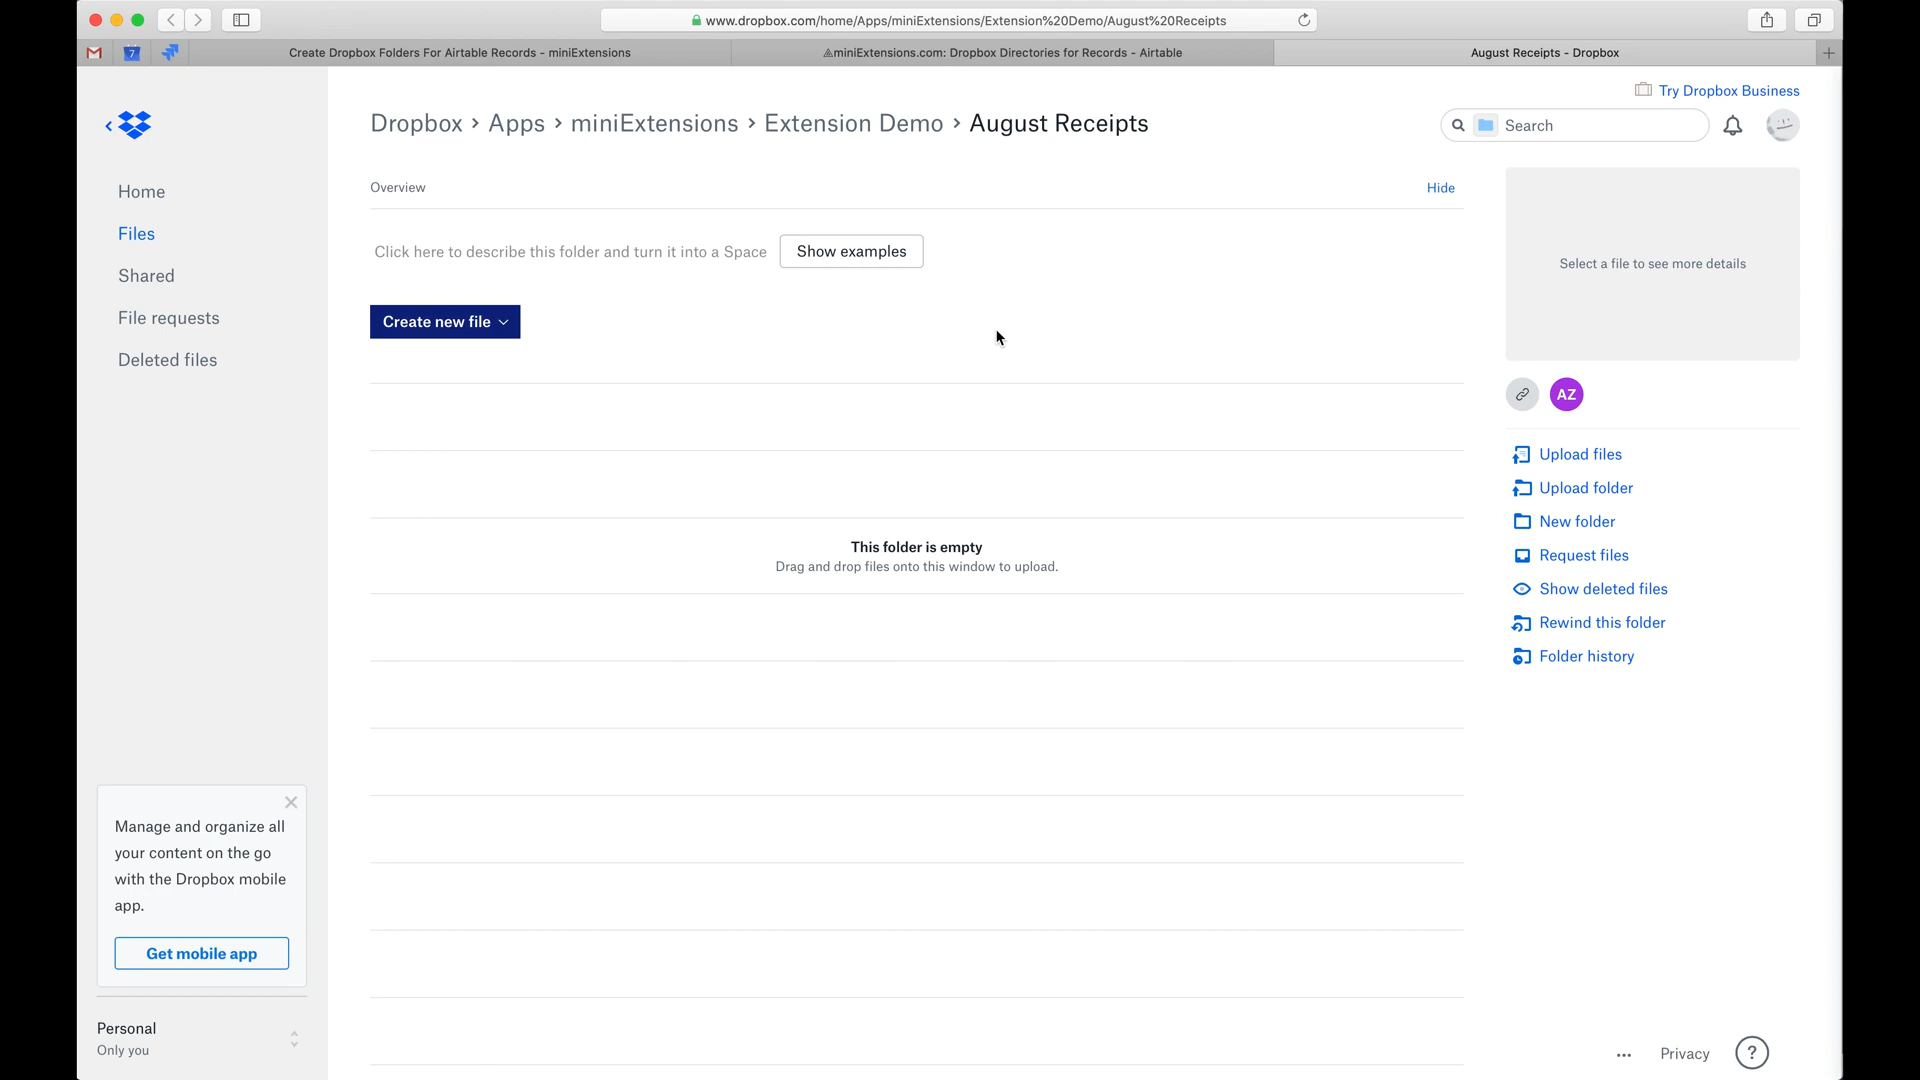 www.dropbox.com/home/Apps/miniExtensions/Extension%20Demo/August%20Receipts
7
Create Dropbox Folders For Airtable Records - miniExtensions
miniExtensions.com: Dropbox Directories for Records - Airtable
August Receipts - Dropbox
Try Dropbox Business
Dropbox › Apps › miniExtensions › Extension Demo › August Receipts
Search
Home
Files
Shared
File requests
Deleted files
Overview
Hide
Click here to describe this folder and turn it into a Space
Show examples
Create new file
This folder is empty
Drag and drop files onto this window to upload.
Select a file to see more details
AZ
Upload files
Upload folder
New folder
Request files
Show deleted files
Rewind this folder
Folder history
Manage and organize all
your content on the go
with the Dropbox mobile
app.
Get mobile app
Personal
Only you
Privacy
?